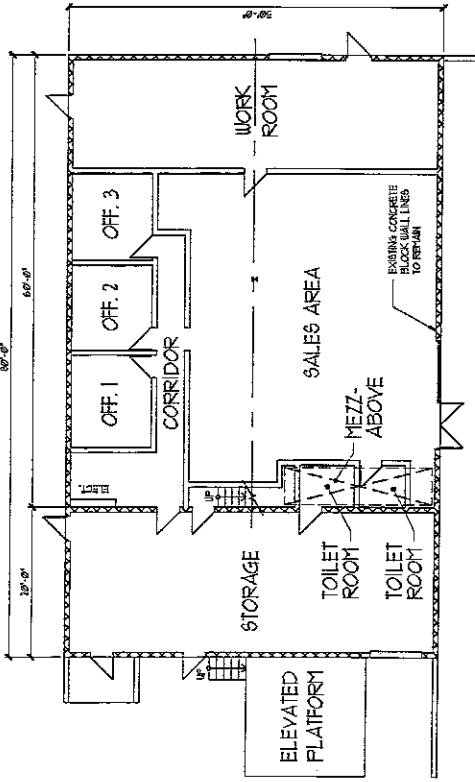 80'-0"
60'-0"
20'-0"
50'-0"
OFF. 1
OFF. 2
OFF. 3
WORK
ROOM
CORRIDOR
ELECT.
SALES AREA
EXISTING CONCRETE
BLOCK WALL LINES
TO REMAIN
MEZZ-
ABOVE
UP
STORAGE
TOILET
ROOM
TOILET
ROOM
UP
ELEVATED
PLATFORM